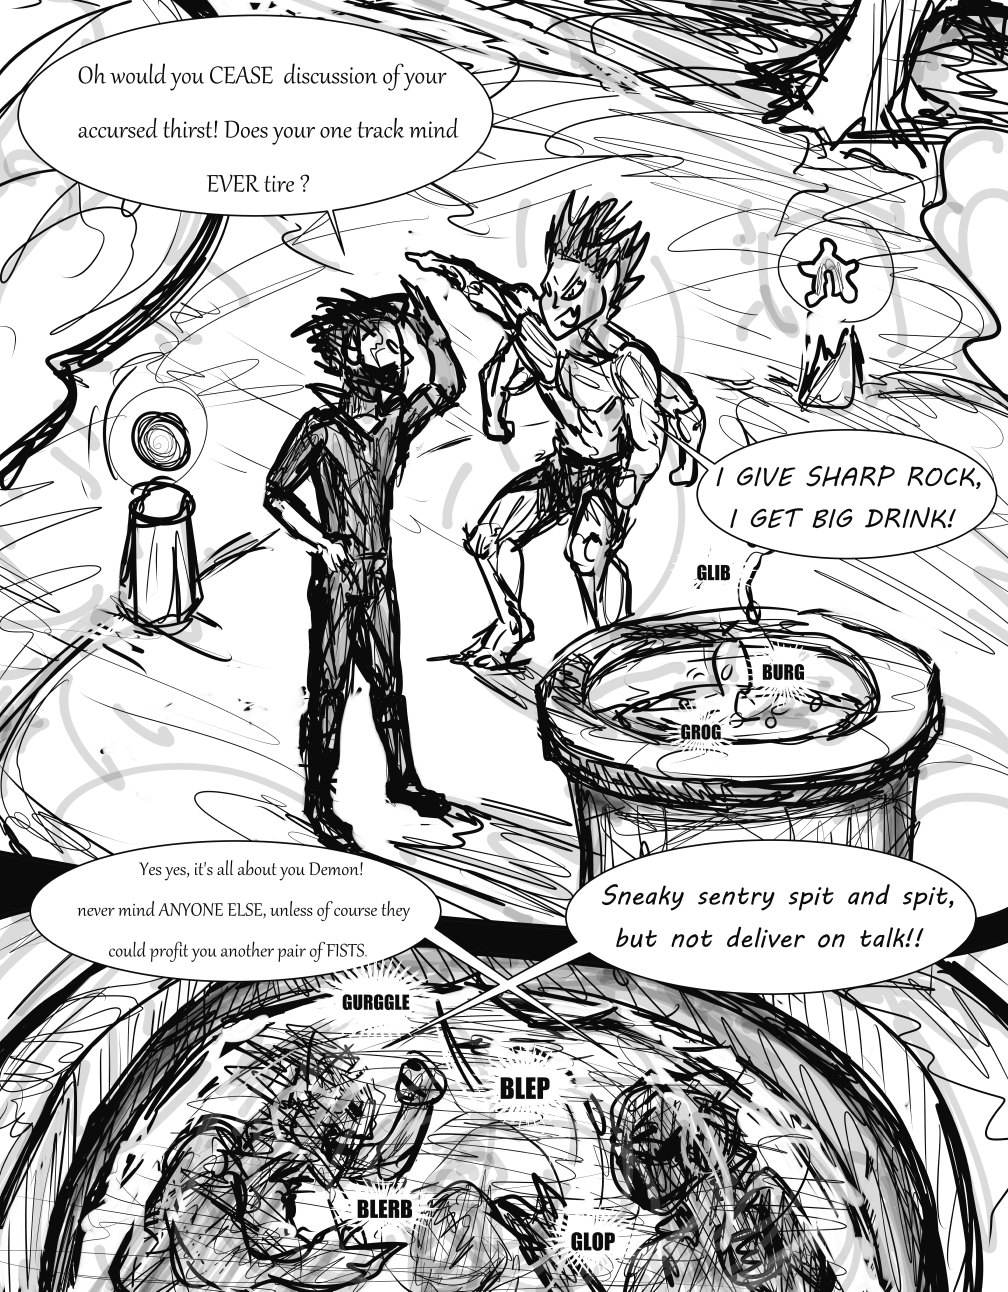 Oh would you CEASE discussion of your
accursed thirst! Does your one track mind
EVER tire ?
I GIVE SHARP ROCK,
I GET BIG DRINK!
GLIB
BURG
GROG
Yes yes, it's all about you Demon!
never mind ANYONE ELSE, unless of course they
could profit you another pair of FISTS.
Sneaky sentry spit and spit,
but not deliver on talk!!
GURGGLE
BLEP
BLERB
GLOP